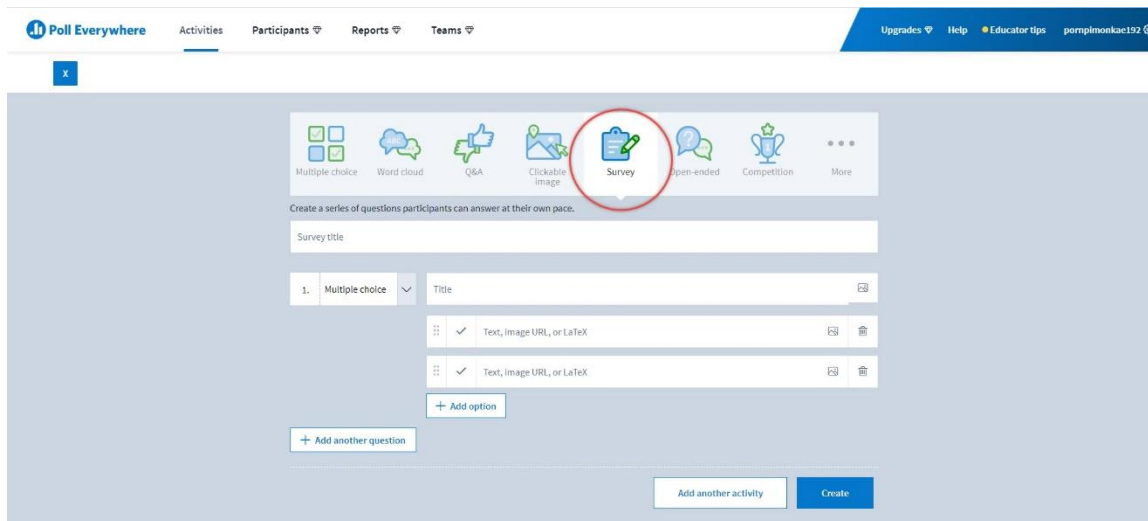 Poll Everywhere Activities Participants Reports Teams Upgrades Help Educator tips pornpimonkae192
X
Multiple choice Word cloud Q&A Clickable image Survey Open-ended Competition More
Create a series of questions participants can answer at their own pace.
Survey title
1. Multiple choice Title
Text, image URL, or LaTeX
Text, image URL, or LaTeX
+ Add option
+ Add another question
Add another activity Create